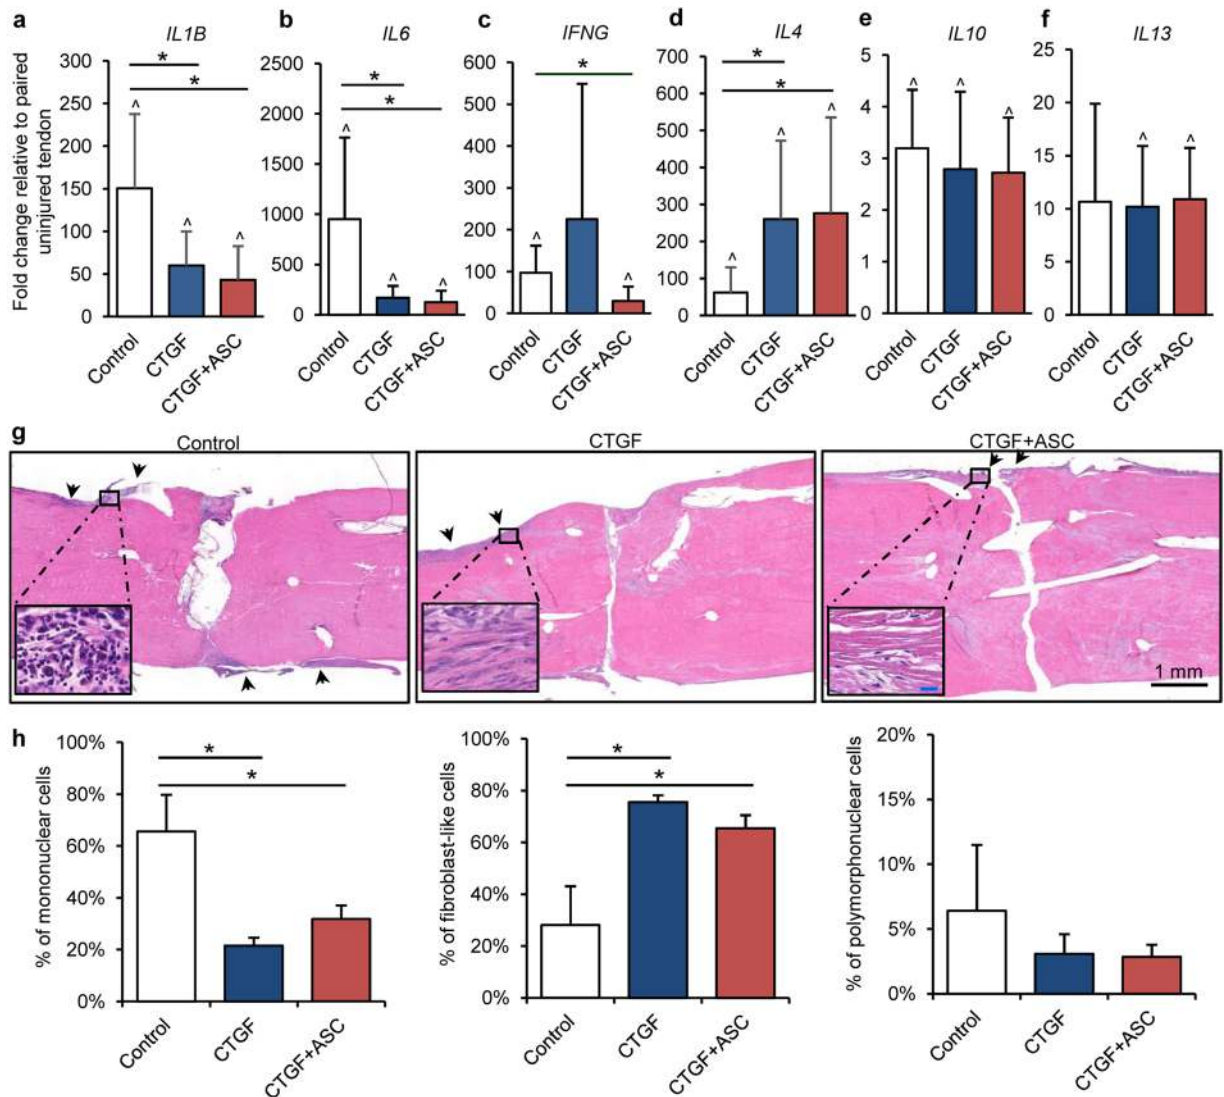 a
IL1B
b
IL6
c
IFNG
d
IL4
e
IL10
f
IL13
Fold change relative to paired
uninjured tendon
*
*
^
^
^
300
250
200
150
100
50
0
Control
CTGF
CTGF+ASC
*
*
^
^
^
2500
2000
1500
1000
500
0
Control
CTGF
CTGF+ASC
*
^
^
600
500
400
300
200
100
0
Control
CTGF
CTGF+ASC
*
*
^
^
^
700
600
500
400
300
200
100
0
Control
CTGF
CTGF+ASC
^
^
^
5
4
3
2
1
0
Control
CTGF
CTGF+ASC
^
^
25
20
15
10
5
0
Control
CTGF
CTGF+ASC
g
Control
CTGF
CTGF+ASC
1 mm
h
% of mononuclear cells
*
*
100%
80%
60%
40%
20%
0%
Control
CTGF
CTGF+ASC
% of fibroblast-like cells
*
*
100%
80%
60%
40%
20%
0%
Control
CTGF
CTGF+ASC
% of polymorphonuclear cells
20%
15%
10%
5%
0%
Control
CTGF
CTGF+ASC